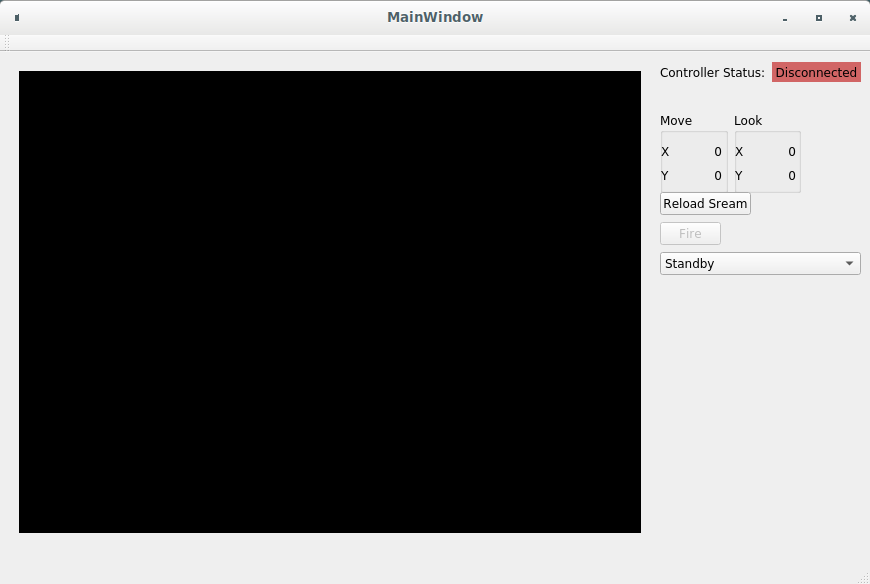 MainWindow
Controller Status: Disconnected
Move Look
X 0 X 0
Y 0 Y 0
Reload Sream
Fire
Standby